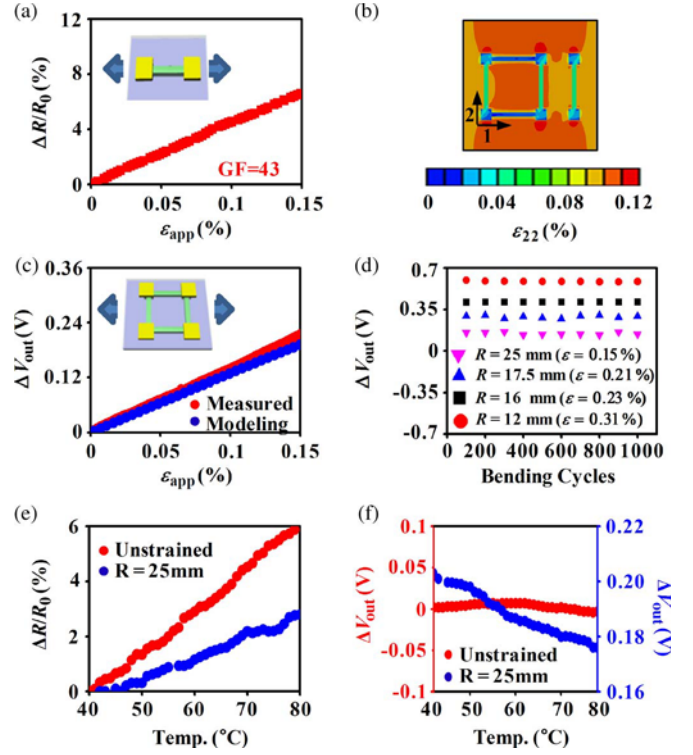 (a)
12
8
4
0
ΔR/R0 (%)
GF=43
0 0.05 0.10 0.15
εapp (%)
(b)
2
1
0 0.04 0.08 0.12
ε22 (%)
(c)
0.36
0.24
0.12
0
ΔVout (V)
Measured
Modeling
0 0.05 0.10 0.15
εapp (%)
(d)
0.7
0.35
0
-0.35
-0.7
ΔVout (V)
R = 25 mm (ε = 0.15%)
R = 17.5 mm (ε = 0.21%)
R = 16 mm (ε = 0.23%)
R = 12 mm (ε = 0.31%)
200 400 600 800 1000
Bending Cycles
(e)
6
4
2
0
ΔR/R0 (%)
Unstrained
R = 25mm
40 50 60 70 80
Temp. (°C)
(f)
0.1
0.05
0
-0.05
-0.1
ΔVout (V)
0.22
0.20
0.18
0.16
ΔVout (V)
Unstrained
R = 25mm
40 50 60 70 80
Temp. (°C)